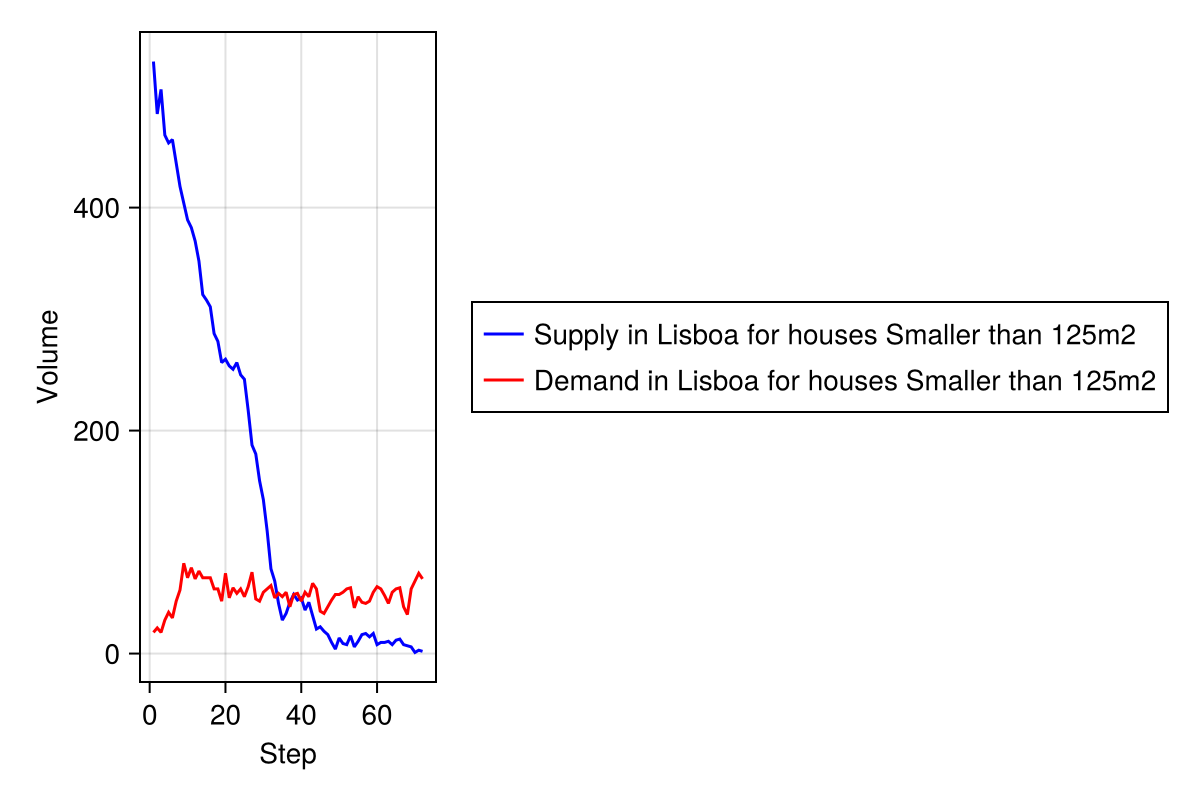 Volume
400
200
0
0 20 40 60
Step
Supply in Lisboa for houses Smaller than 125m2
Demand in Lisboa for houses Smaller than 125m2